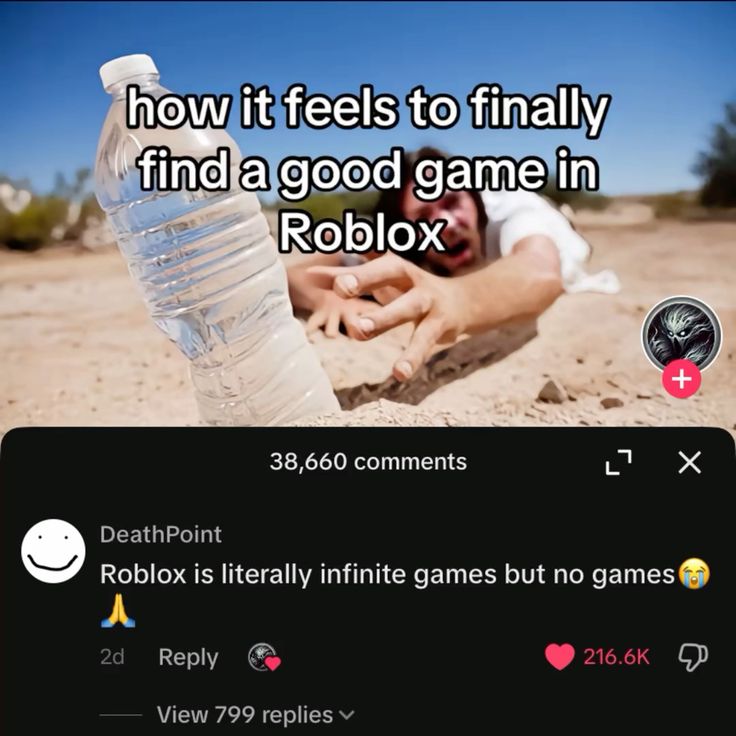 how it feels to finally
find a good game in
Roblox
38,660 comments
DeathPoint
Roblox is literally infinite games but no games😭
🙏
2d Reply 216.6K
View 799 replies